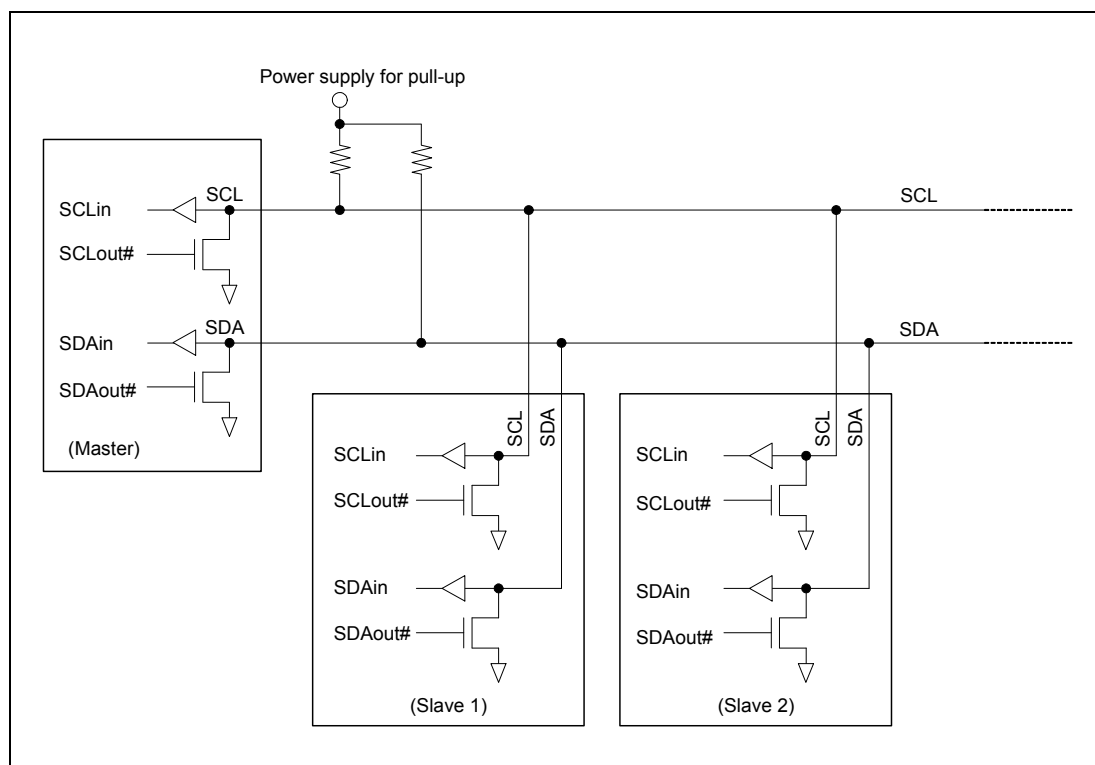 Power supply for pull-up
SCL
SCL
SCLin
SCLout#
SDA
SDA
SDAin
SDAout#
(Master)
SCL
SDA
SCL
SDA
SCLin
SCLin
SCLout#
SCLout#
SDAin
SDAin
SDAout#
SDAout#
(Slave 1)
(Slave 2)